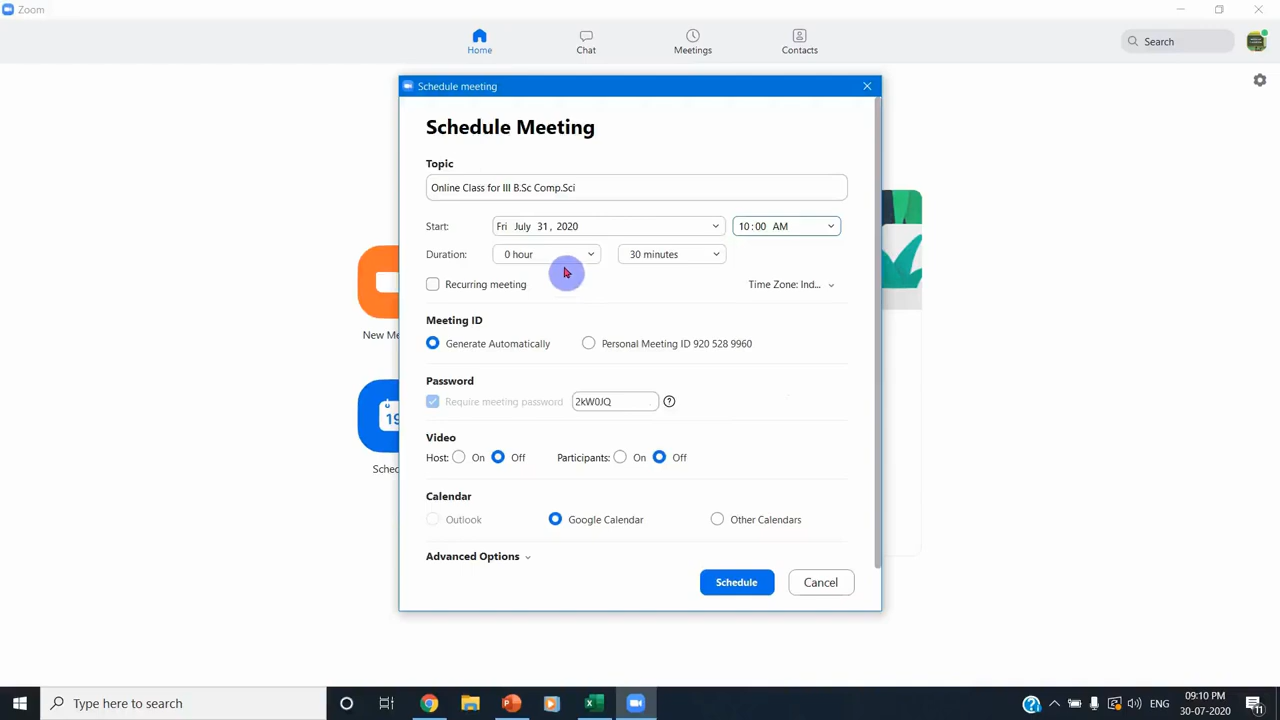 Zoom
Home
Chat
Meetings
Contacts
Search
Schedule meeting
Schedule Meeting
Topic
Online Class for III B.Sc Comp.Sci
Start: Fri July 31, 2020 10:00 AM
Duration: 0 hour 30 minutes
Recurring meeting Time Zone: Ind...
New Me
Meeting ID
Generate Automatically Personal Meeting ID 920 528 9960
Password
Require meeting password 2kW0JQ
19
Video
Host: On Off Participants: On Off
Sched
Calendar
Outlook Google Calendar Other Calendars
Advanced Options
Schedule Cancel
Type here to search
ENG
09:10 PM
30-07-2020
11